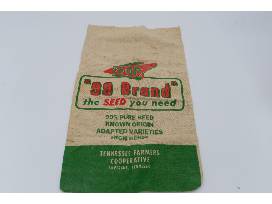 "99 Brand"
the SEED you need
99% PURE SEED
KNOWN ORIGIN
ADAPTED VARIETIES
TENNESSEE FARMERS
COOPERATIVE